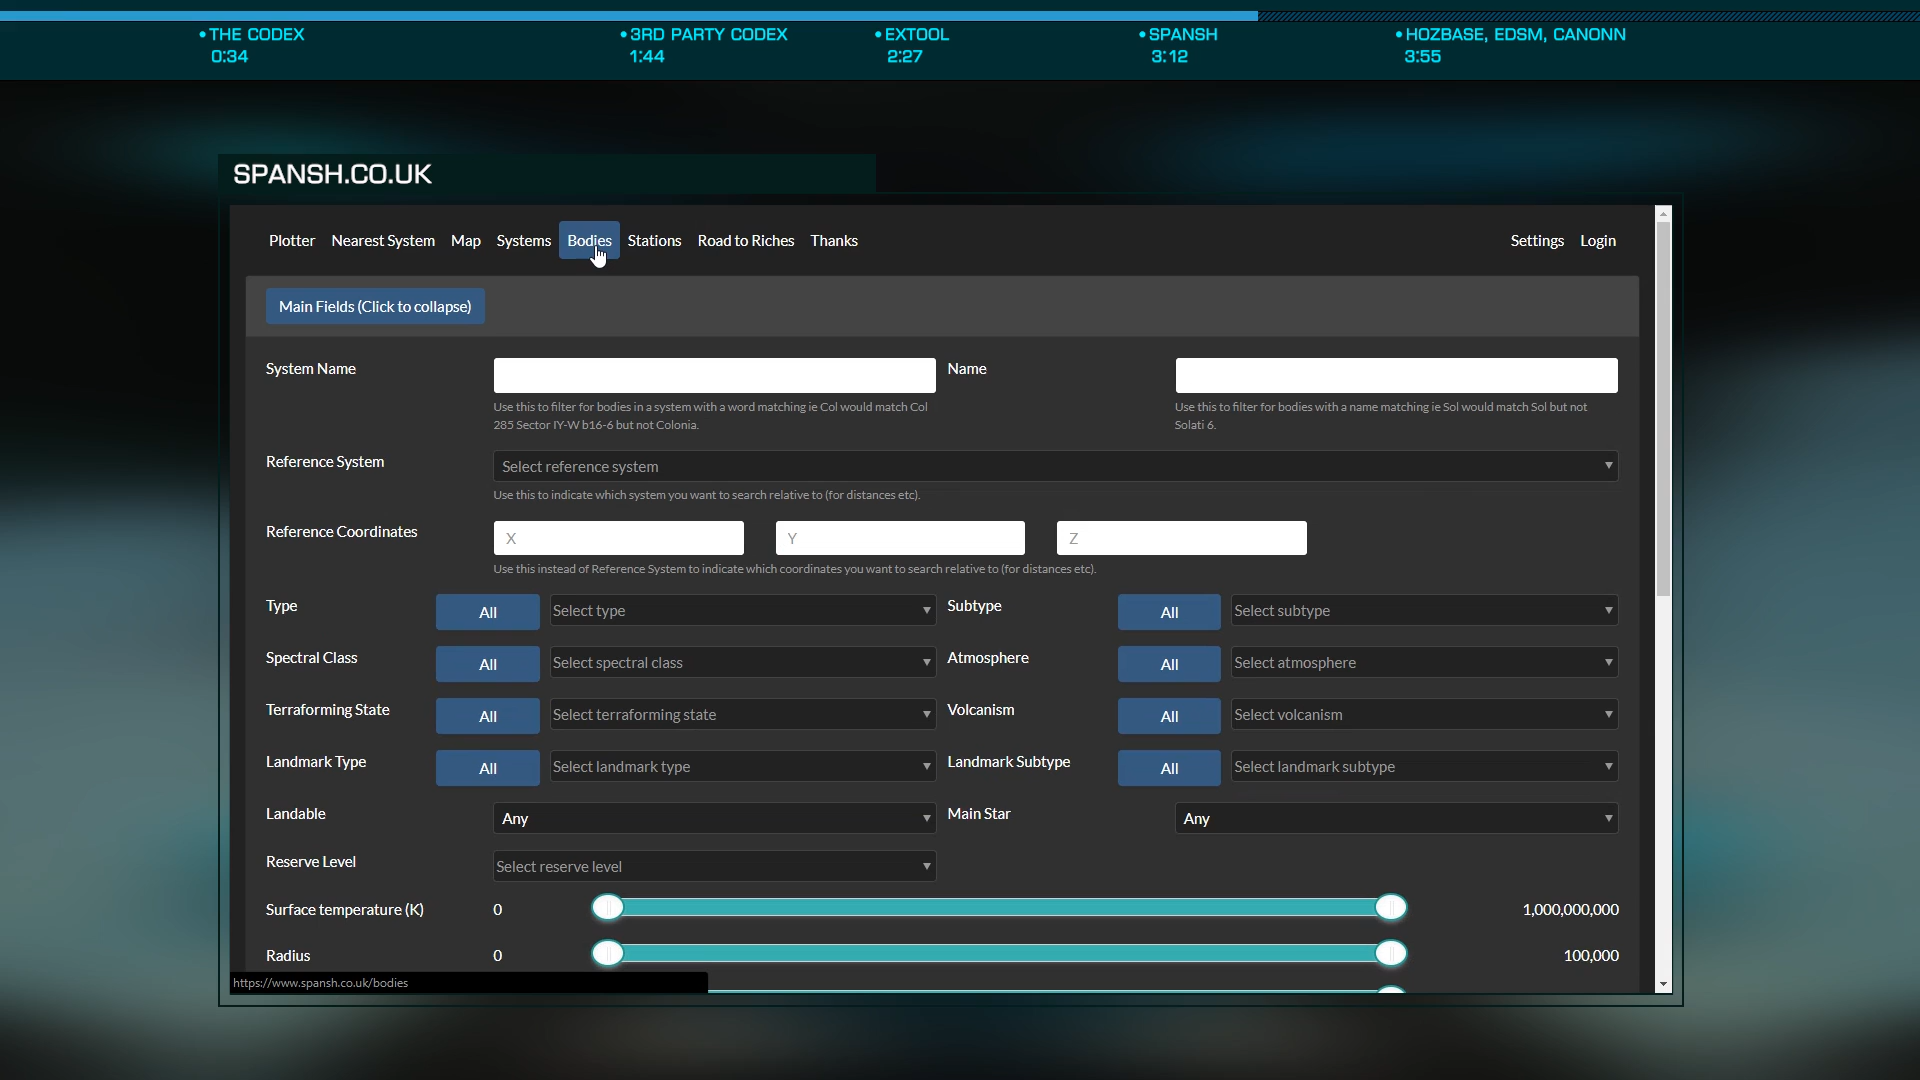 • THE CODEX
0:34
• 3RD PARTY CODEX
1:44
• EXTOOL
2:27
• SPANSH
3:12
• HOZBASE, EDSM, CANONN
3:55
SPANSH.CO.UK
Plotter Nearest System Map Systems Bodies Stations Road to Riches Thanks Settings Login
Main Fields (Click to collapse)
System Name
Use this to filter for bodies in a system with a word matching ie Col would match Col
285 Sector IY-W b16-6 but not Colonia.
Name
Use this to filter for bodies with a name matching ie Sol would match Sol but not
Solati 6.
Reference System Select reference system
Use this to indicate which system you want to search relative to (for distances etc).
Reference Coordinates X Y Z
Use this instead of Reference System to indicate which coordinates you want to search relative to (for distances etc).
Type All Select type Subtype All Select subtype
Spectral Class All Select spectral class Atmosphere All Select atmosphere
Terraforming State All Select terraforming state Volcanism All Select volcanism
Landmark Type All Select landmark type Landmark Subtype All Select landmark subtype
Landable Any Main Star Any
Reserve Level Select reserve level
Surface temperature (K) 0 1,000,000,000
Radius 0 100,000
https://www.spansh.co.uk/bodies